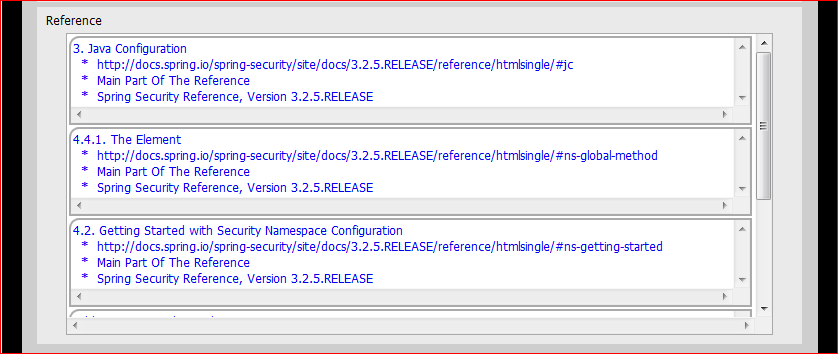 Reference
3. Java Configuration
* http://docs.spring.io/spring-security/site/docs/3.2.5.RELEASE/reference/htmlsingle/#jc
* Main Part Of The Reference
* Spring Security Reference, Version 3.2.5.RELEASE
4.4.1. The Element
* http://docs.spring.io/spring-security/site/docs/3.2.5.RELEASE/reference/htmlsingle/#ns-global-method
* Main Part Of The Reference
* Spring Security Reference, Version 3.2.5.RELEASE
4.2. Getting Started with Security Namespace Configuration
* http://docs.spring.io/spring-security/site/docs/3.2.5.RELEASE/reference/htmlsingle/#ns-getting-started
* Main Part Of The Reference
* Spring Security Reference, Version 3.2.5.RELEASE